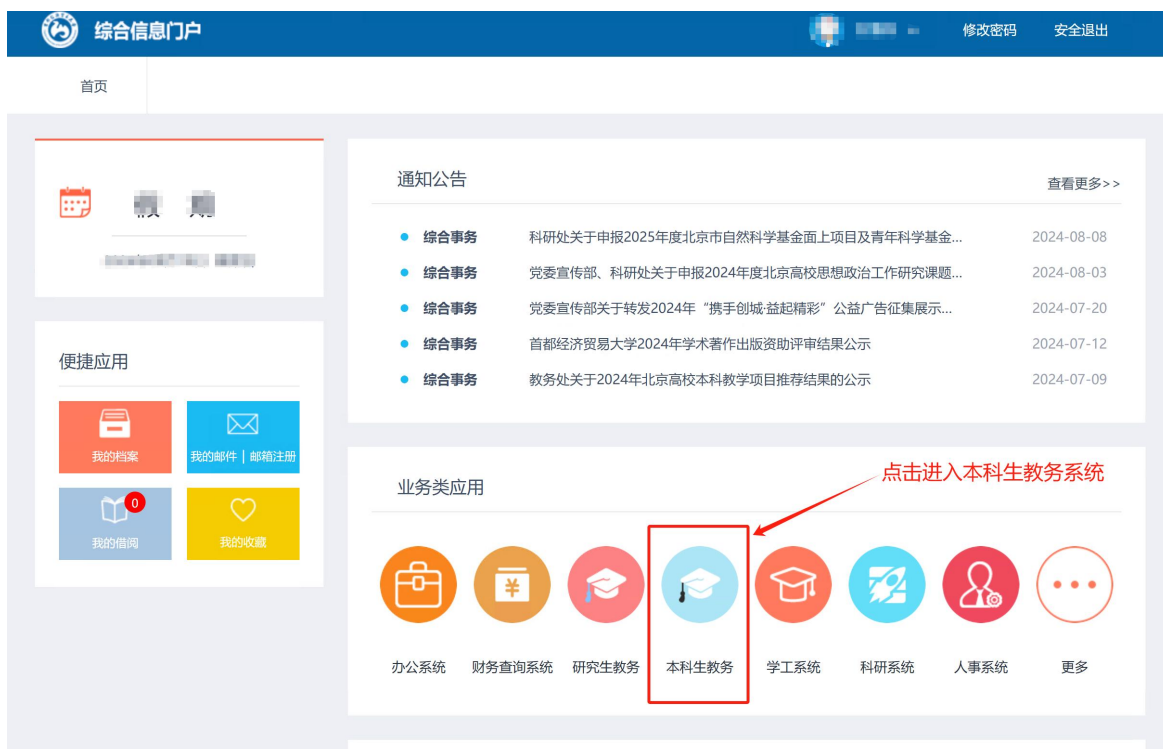 综合信息门户
修改密码 安全退出
首页
通知公告 查看更多>>
综合事务 科研处关于申报2025年度北京市自然科学基金面上项目及青年科学基金... 2024-08-08
综合事务 党委宣传部、科研处关于申报2024年度北京高校思想政治工作研究课题... 2024-08-03
综合事务 党委宣传部关于转发2024年“携手创城·益起精彩”公益广告征集展示... 2024-07-20
综合事务 首都经济贸易大学2024年学术著作出版资助评审结果公示 2024-07-12
综合事务 教务处关于2024年北京高校本科教学项目推荐结果的公示 2024-07-09
便捷应用
我的档案 我的邮件 | 邮箱注册
0
我的借阅 我的收藏
业务类应用
点击进入本科生教务系统
办公系统 财务查询系统 研究生教务 本科生教务 学工系统 科研系统 人事系统 更多